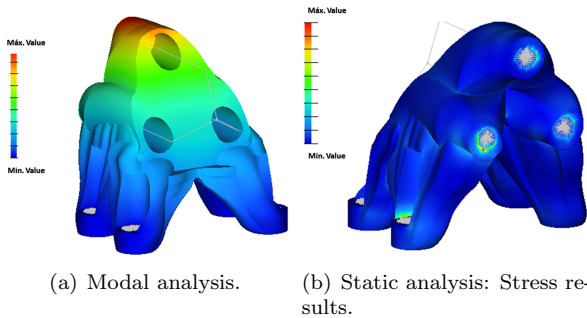 Máx. Value
Min. Value
Máx. Value
Min. Value
(a) Modal analysis.
(b) Static analysis: Stress re-
sults.